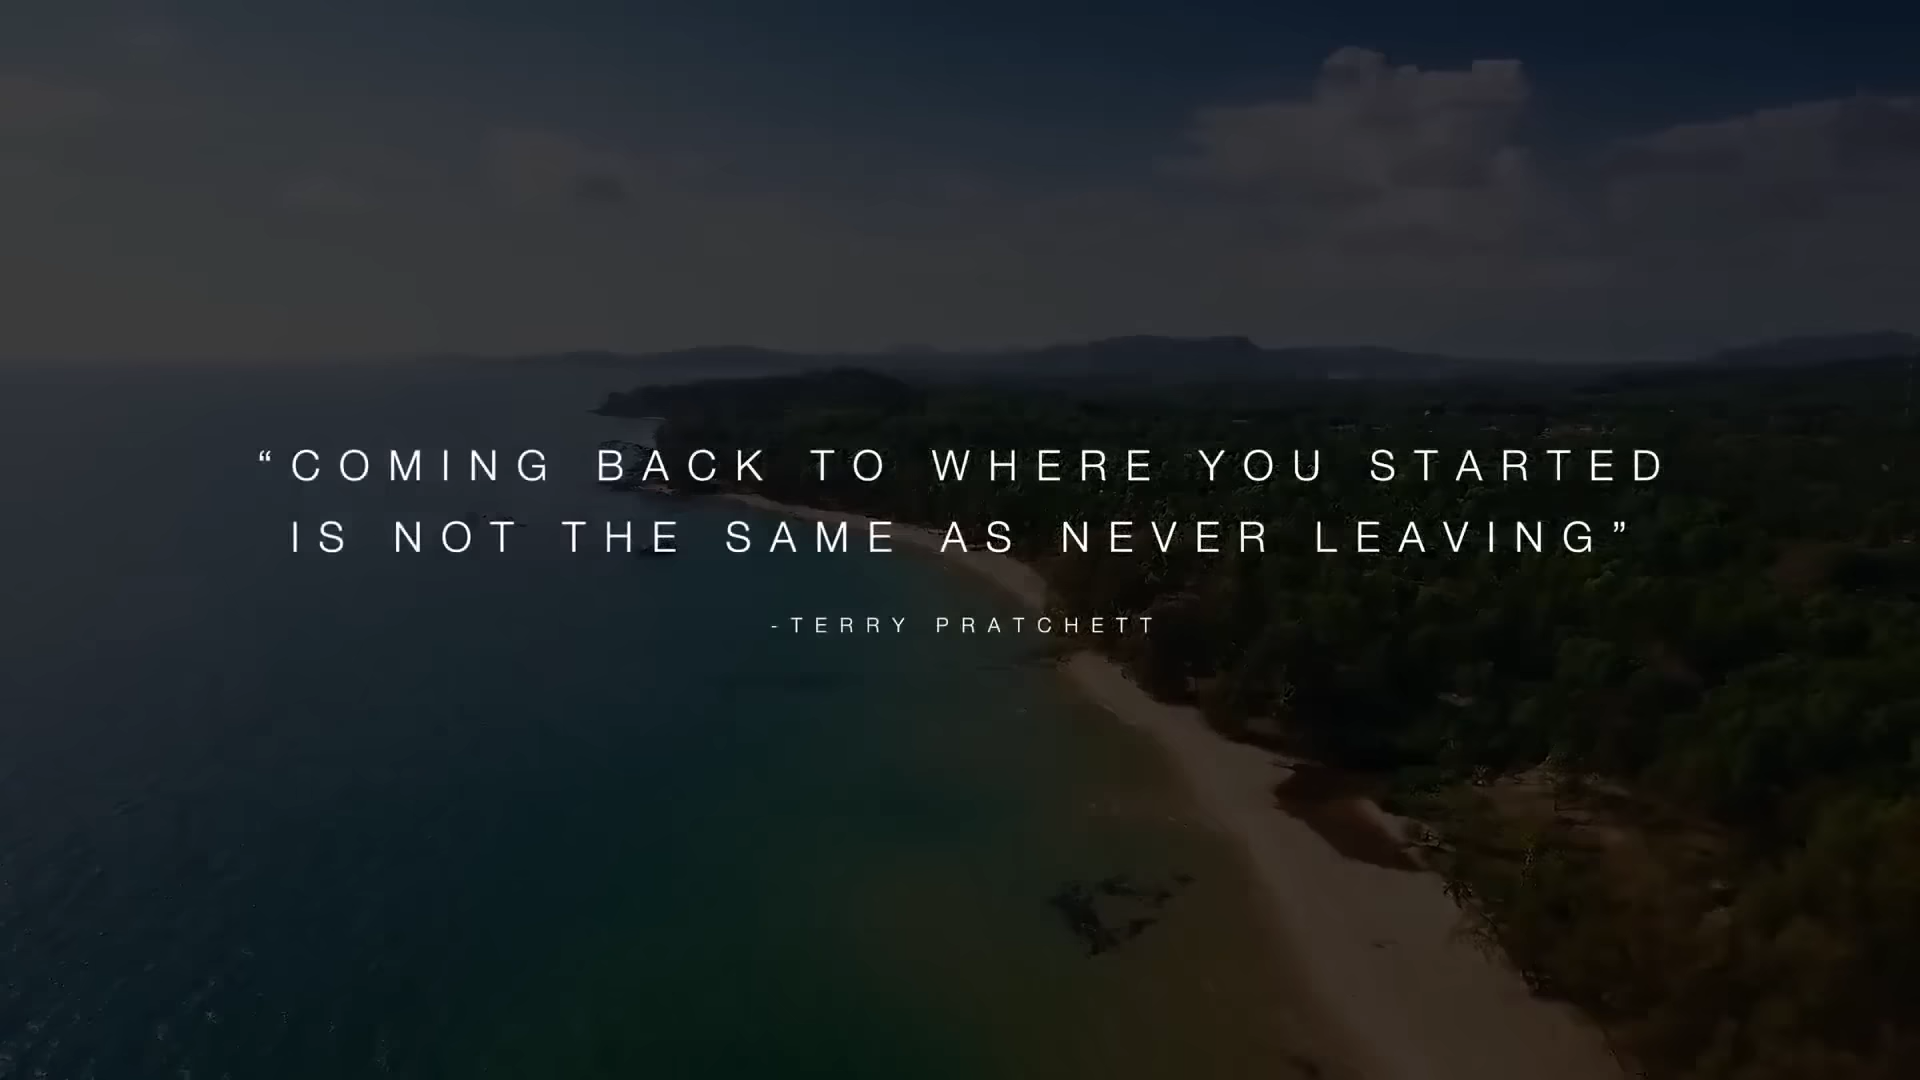 “COMING BACK TO WHERE YOU STARTED
IS NOT THE SAME AS NEVER LEAVING”
-TERRY PRATCHETT